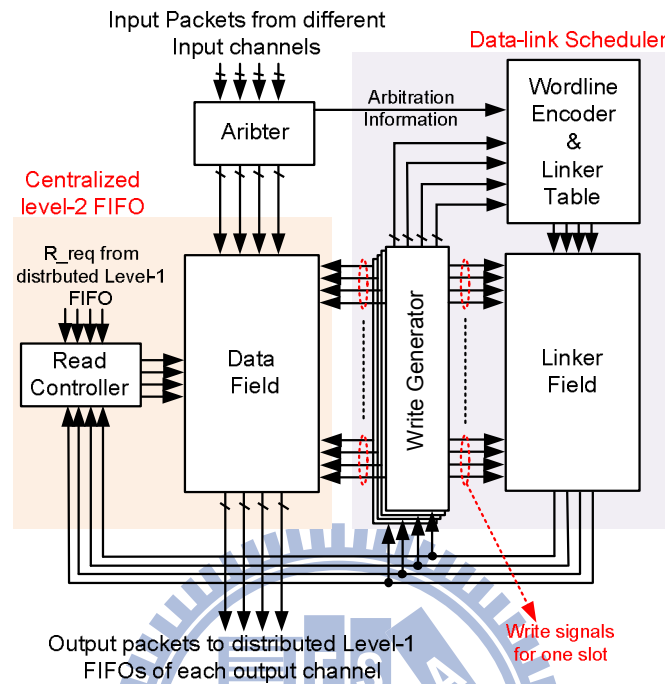 Input Packets from different
Input channels
Data-link Scheduler
Aribter
Arbitration
Information
Wordline
Encoder
&
Linker
Table
Centralized
level-2 FIFO
R_req from
distrbuted Level-1
FIFO
Read
Controller
Data
Field
Write Generator
Linker
Field
Output packets to distributed Level-1
FIFOs of each output channel
Write signals
for one slot